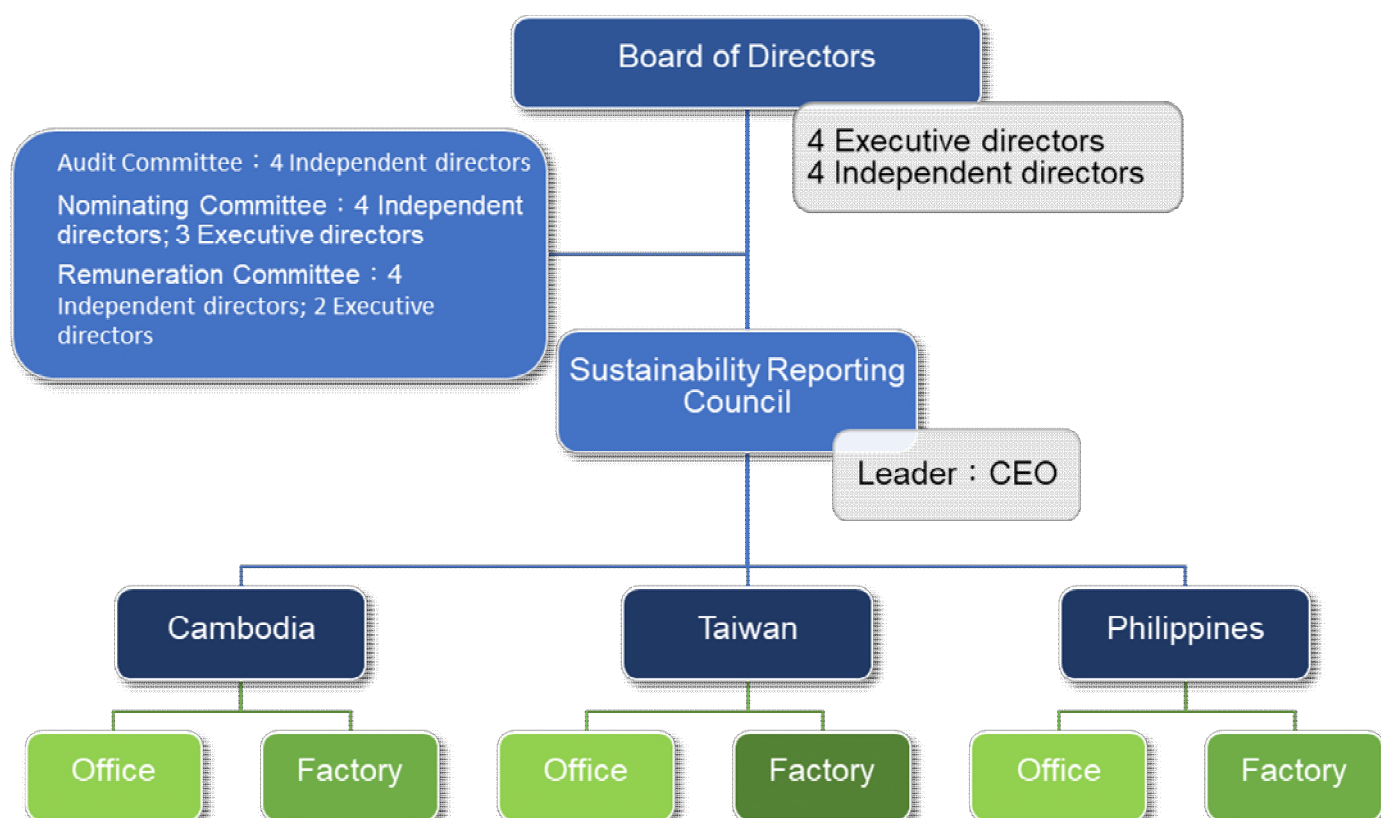 Board of Directors
4 Executive directors
4 Independent directors
Audit Committee：4 Independent directors
Nominating Committee：4 Independent
directors; 3 Executive directors
Remuneration Committee：4
Independent directors; 2 Executive
directors
Sustainability Reporting
Council
Leader：CEO
Cambodia
Taiwan
Philippines
Office
Factory
Office
Factory
Office
Factory